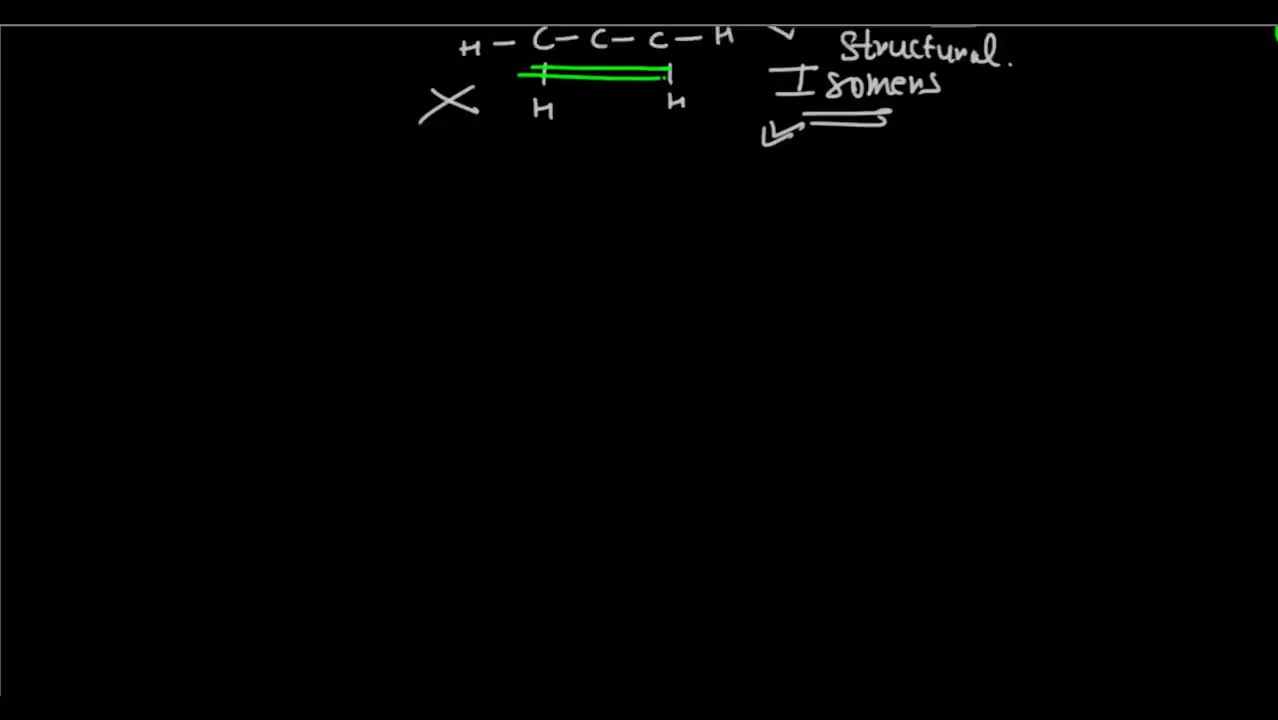 H - C - C - C - H
Structural.
H H
Isomers